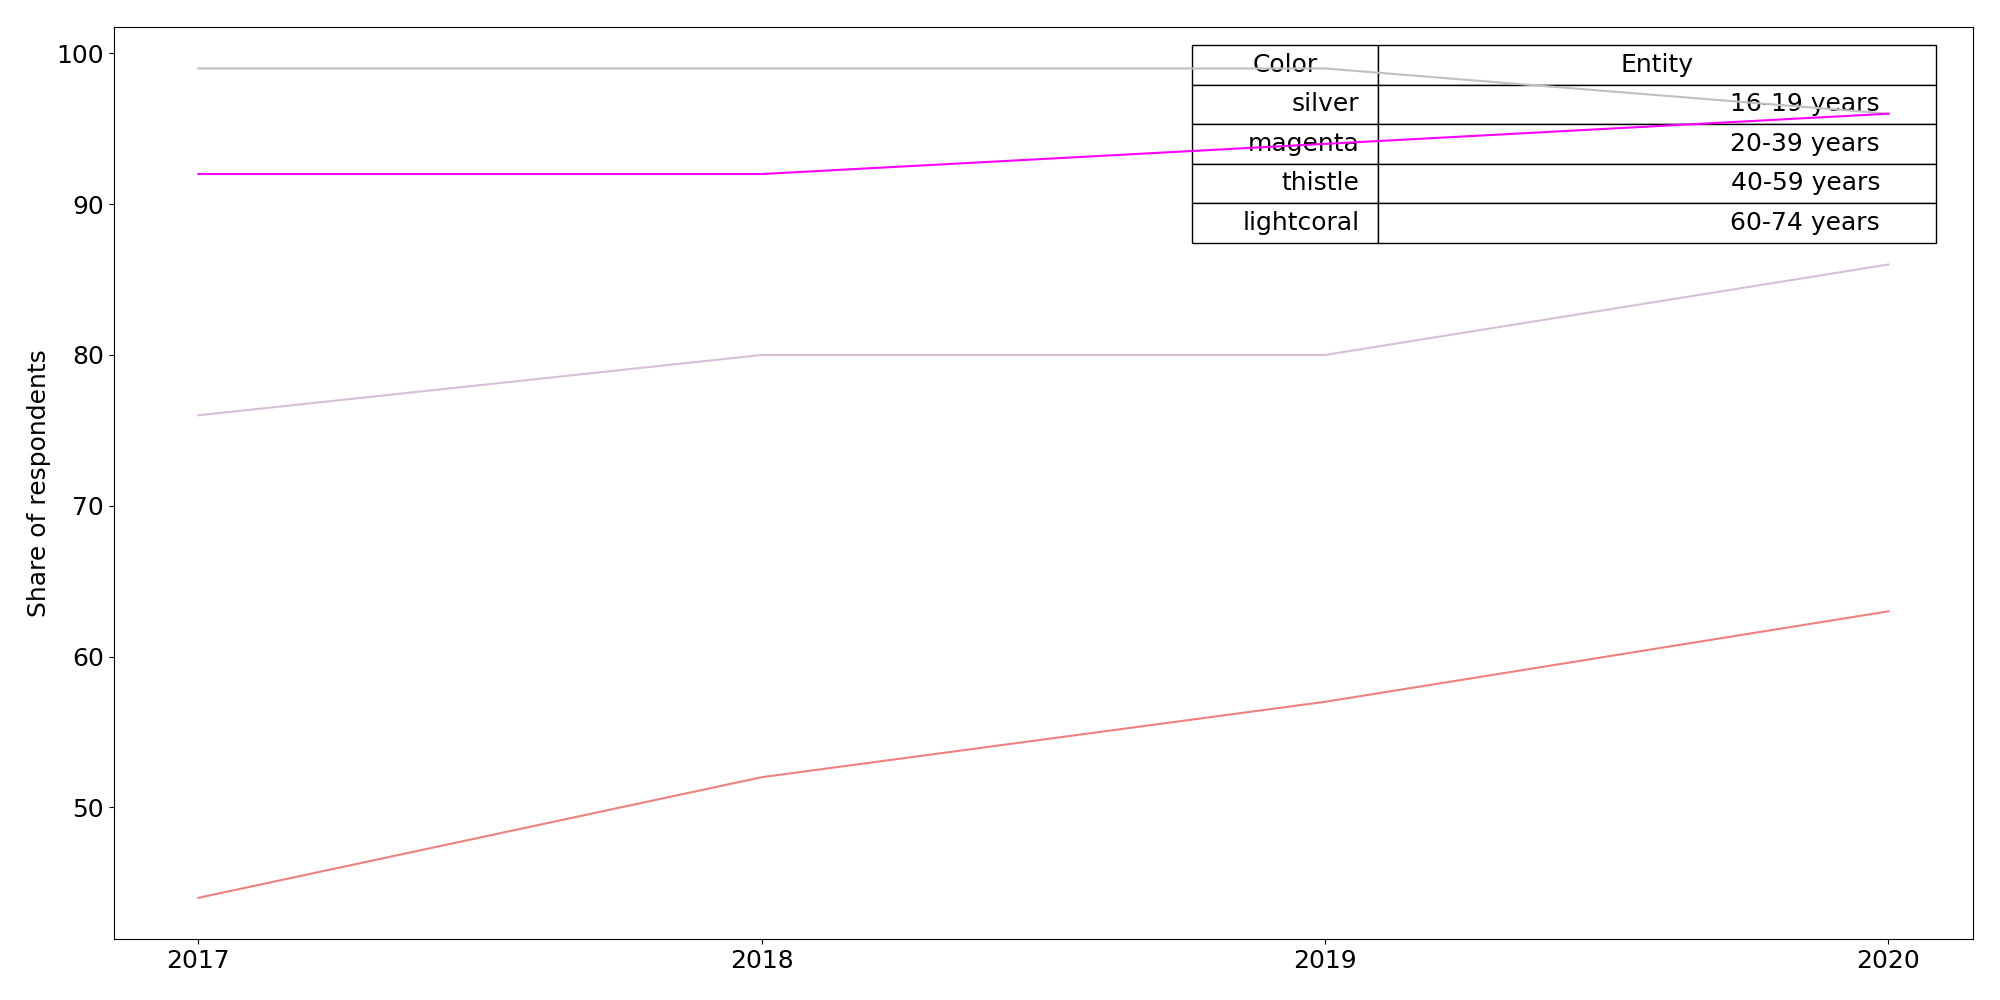 100
90
80
70
60
50
Share of respondents
Color Entity
silver 16-19 years
magenta 20-39 years
thistle 40-59 years
lightcoral 60-74 years
2017 2018 2019 2020